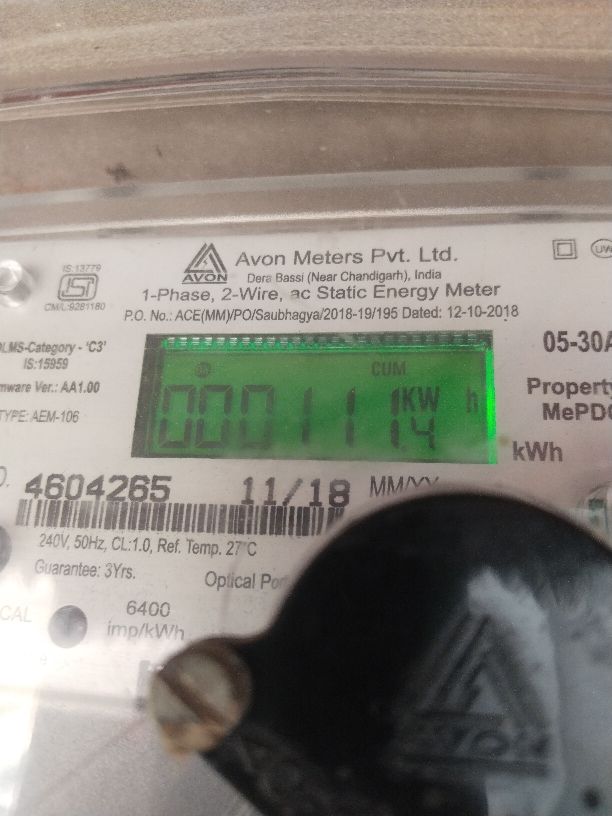 IS:13779
CM/L:9281180
AVON
Avon Meters Pvt. Ltd.
Dera Bassi (Near Chandigarh), India
1-Phase, 2-Wire, ac Static Energy Meter
P.O. No.: ACE(MM)/PO/Saubhagya/2018-19/195 Dated: 12-10-2018
DLMS-Category - 'C3'
IS:15959
mware Ver.: AA1.00
TYPE: AEM-106
CUM
KW h
0001111.4
kWh
05-30A
Property
MePDC
4604265 11/18 MM/YY
240V, 50Hz, CL:1.0, Ref. Temp. 27°C
Guarantee: 3Yrs.
Optical Po
CAL
6400
imp/kWh
AVON